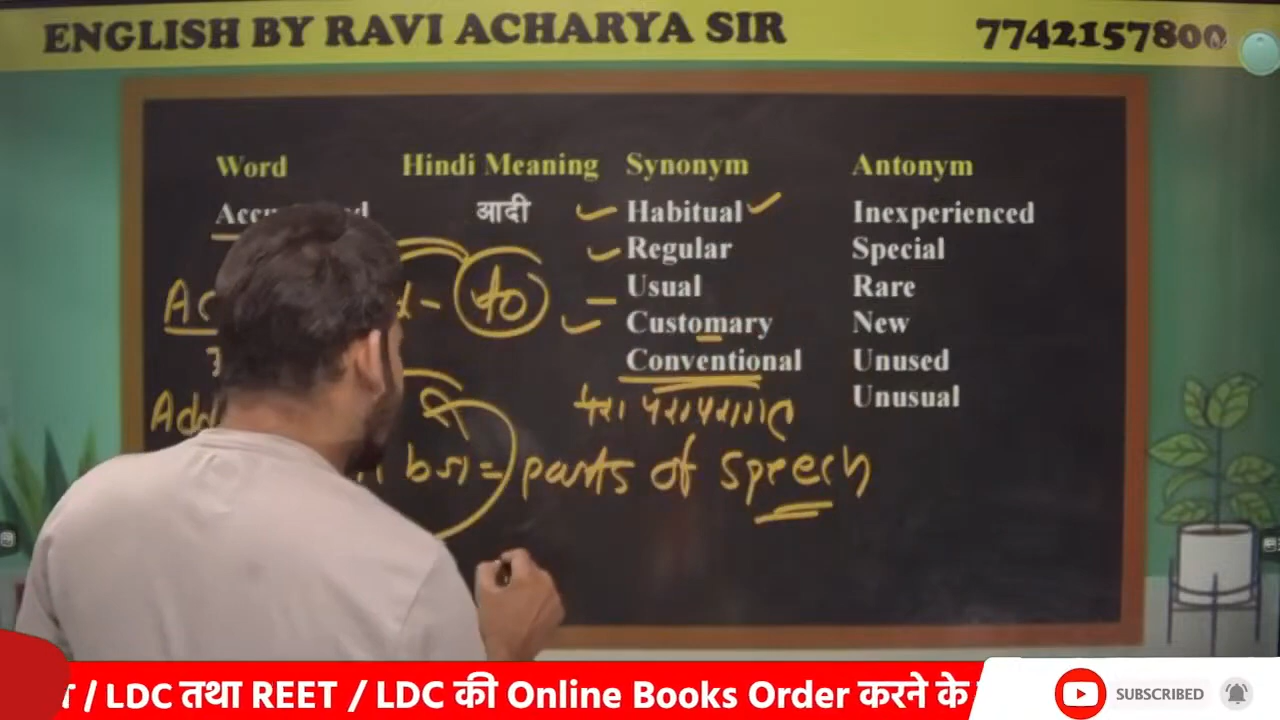 ENGLISH BY RAVI ACHARYA SIR 7742157800
Word Hindi Meaning Synonym Antonym
आदी Habitual Inexperienced
Regular Special
to Usual Rare
Customary New
Conventional Unused
Unusual
parts of speech
/ LDC तथा REET / LDC की Online Books Order करने के
SUBSCRIBED